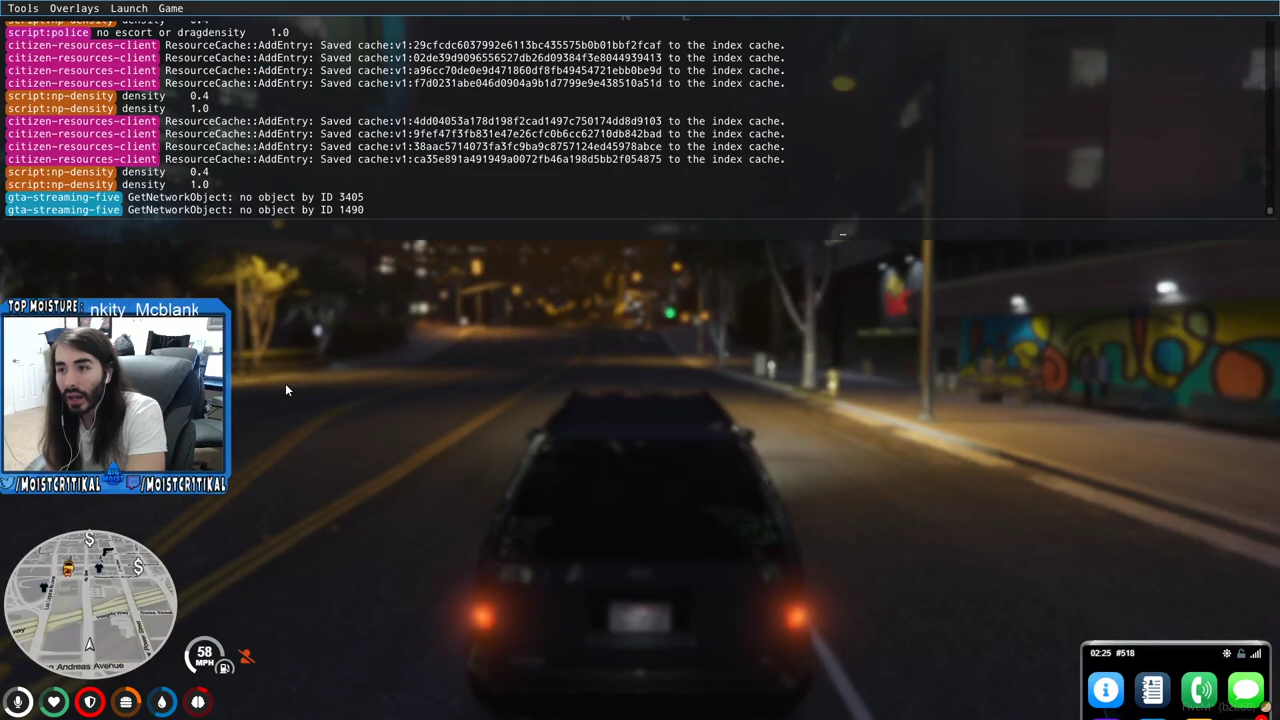 Tools Overlays Launch Game
N E
script:np-density density 0.4
script:police no escort or dragdensity 1.0
citizen-resources-client ResourceCache::AddEntry: Saved cache:v1:29cfcdc6037992e6113bc435575b0b01bbf2fcaf to the index cache.
citizen-resources-client ResourceCache::AddEntry: Saved cache:v1:02de39d9096556527db26d09384f3e8044939413 to the index cache.
citizen-resources-client ResourceCache::AddEntry: Saved cache:v1:a96cc70de0e9d471860df8fb49454721ebb0be9d to the index cache.
citizen-resources-client ResourceCache::AddEntry: Saved cache:v1:f7d0231abe046d0904a9b1d7799e9e438510a51d to the index cache.
script:np-density density 0.4
script:np-density density 1.0
citizen-resources-client ResourceCache::AddEntry: Saved cache:v1:4dd04053a178d198f2cad1497c750174dd8d9103 to the index cache.
citizen-resources-client ResourceCache::AddEntry: Saved cache:v1:9fef47f3fb831e47e26cfc0b6cc62710db842bad to the index cache.
citizen-resources-client ResourceCache::AddEntry: Saved cache:v1:38aac5714073fa3fc9ba9c8757124ed45978abce to the index cache.
citizen-resources-client ResourceCache::AddEntry: Saved cache:v1:ca35e891a491949a0072fb46a198d5bb2f054875 to the index cache.
script:np-density density 0.4
script:np-density density 1.0
gta-streaming-five GetNetworkObject: no object by ID 3405
gta-streaming-five GetNetworkObject: no object by ID 1490
TOP MOISTURE: nkity_Mcblank
/MOISTCR1TIKAL /MOISTCR1TIKAL
n Andreas Avenue
58
MPH
02:25 #518